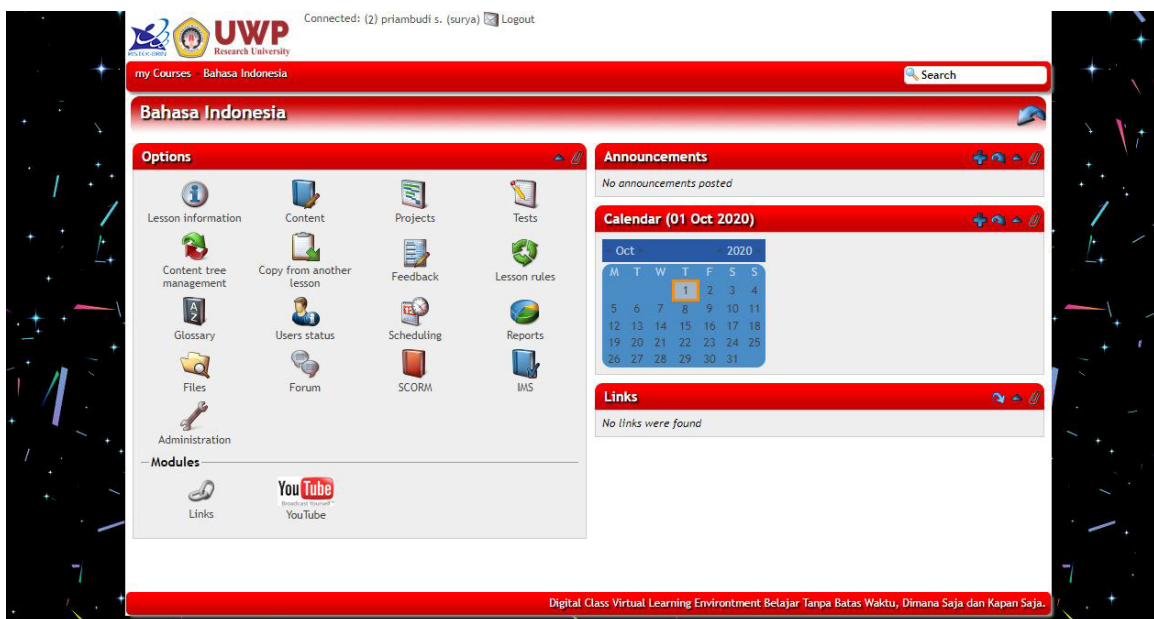 Connected: (2) priambudi s. (surya) Logout
UWP
Research University
my Courses Bahasa Indonesia
Search
Bahasa Indonesia
Options
Lesson information Content Projects Tests
Content tree management Copy from another lesson Feedback Lesson rules
Glossary Users status Scheduling Reports
Files Forum SCORM IMS
Administration
Modules
You Tube
Broadcast Yourself
Links YouTube
Announcements
No announcements posted
Calendar (01 Oct 2020)
Oct 2020
M T W T F S S
1 2 3 4
5 6 7 8 9 10 11
12 13 14 15 16 17 18
19 20 21 22 23 24 25
26 27 28 29 30 31
Links
No links were found
Digital Class Virtual Learning Environtment Belajar Tanpa Batas Waktu, Dimana Saja dan Kapan Saja.